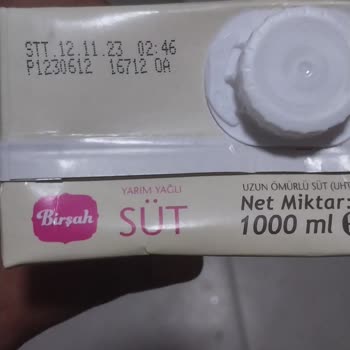 STT.12.11.23 02:46
P1230612 16712 0A
Birşah
YARIM YAĞLI
SÜT
UZUN ÖMÜRLÜ SÜT (UHT
Net Miktar:
1000 ml